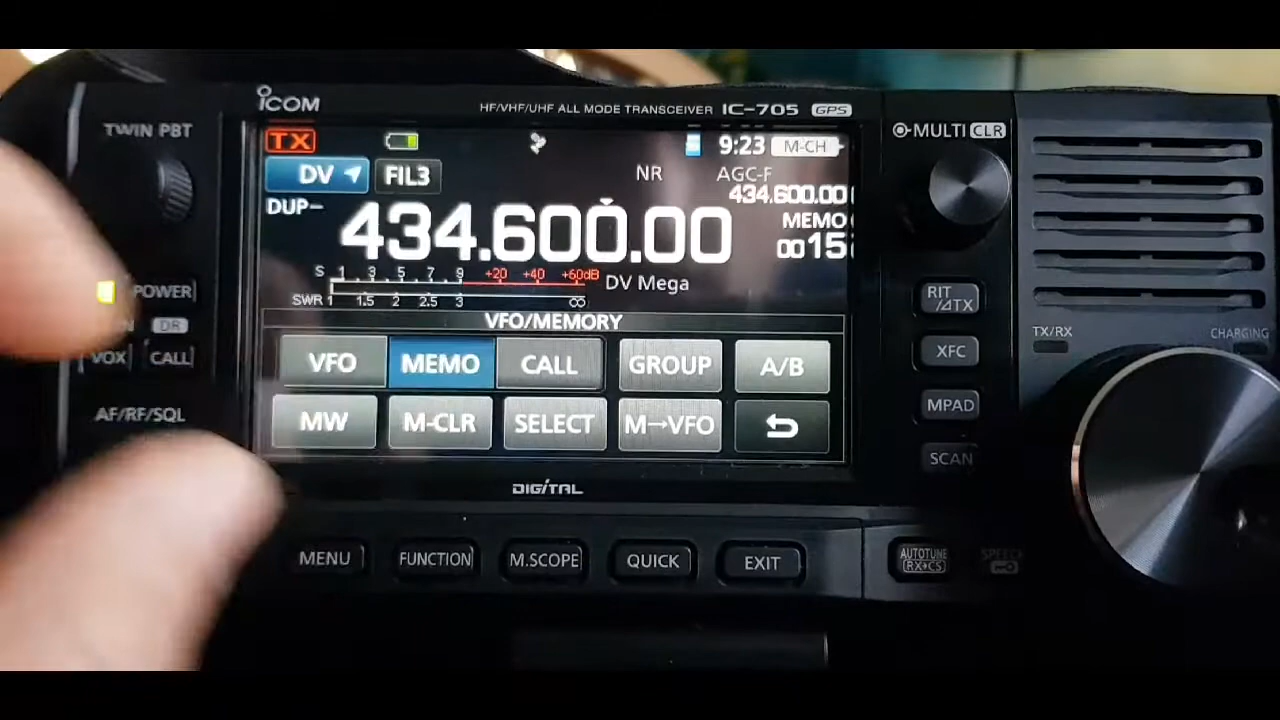 ICOM
HF/VHF/UHF ALL MODE TRANSCEIVER IC-705 GPS
TWIN PBT
MULTI CLR
TX
9:23 M-CH
DV FIL3
NR
AGC-F
434.600.00
DUP-
434.600.00
MEMO
0015
S 1 3 5 7 9 +20 +40 +60dB
DV Mega
SWR 1 1.5 2 2.5 3 ∞
POWER
DR
VOX
CALL
AF/RF/SQL
VFO/MEMORY
VFO MEMO CALL GROUP A/B
MW M-CLR SELECT M→VFO
RIT
/⊿TX
XFC
MPAD
SCAN
TX/RX
CHARGING
DIGITAL
MENU FUNCTION M.SCOPE QUICK EXIT
AUTOTUNE
RX→CS
SPEECH